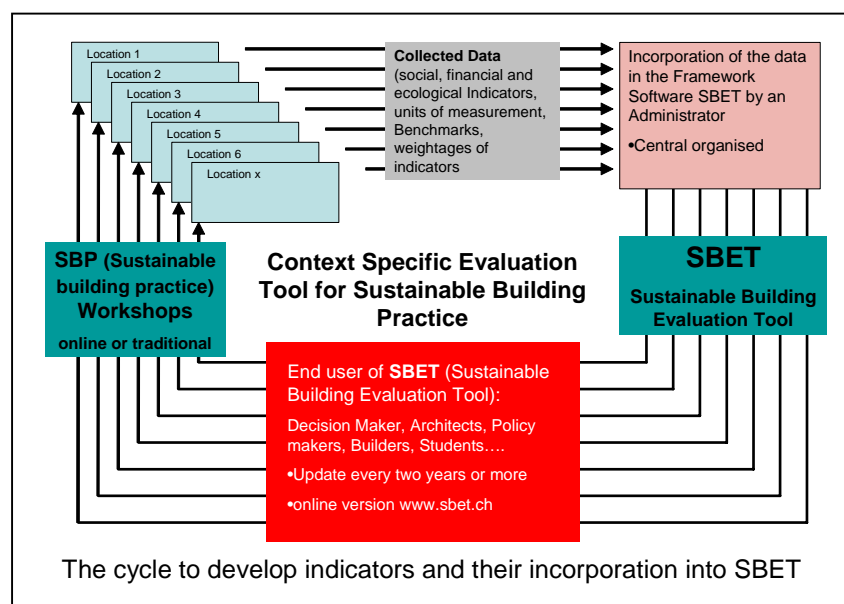 Location 1
Location 2
Location 3
Location 4
Location 5
Location 6
Location x
Collected Data
(social, financial and
ecological Indicators,
units of measurement,
Benchmarks,
weightages of
indicators
Incorporation of the data
in the Framework
Software SBET by an
Administrator
•Central organised
SBP (Sustainable
building practice)
Workshops
online or traditional
Context Specific Evaluation
Tool for Sustainable Building
Practice
SBET
Sustainable Building
Evaluation Tool
End user of SBET (Sustainable
Building Evaluation Tool):
Decision Maker, Architects, Policy
makers, Builders, Students….
•Update every two years or more
•online version www.sbet.ch
The cycle to develop indicators and their incorporation into SBET